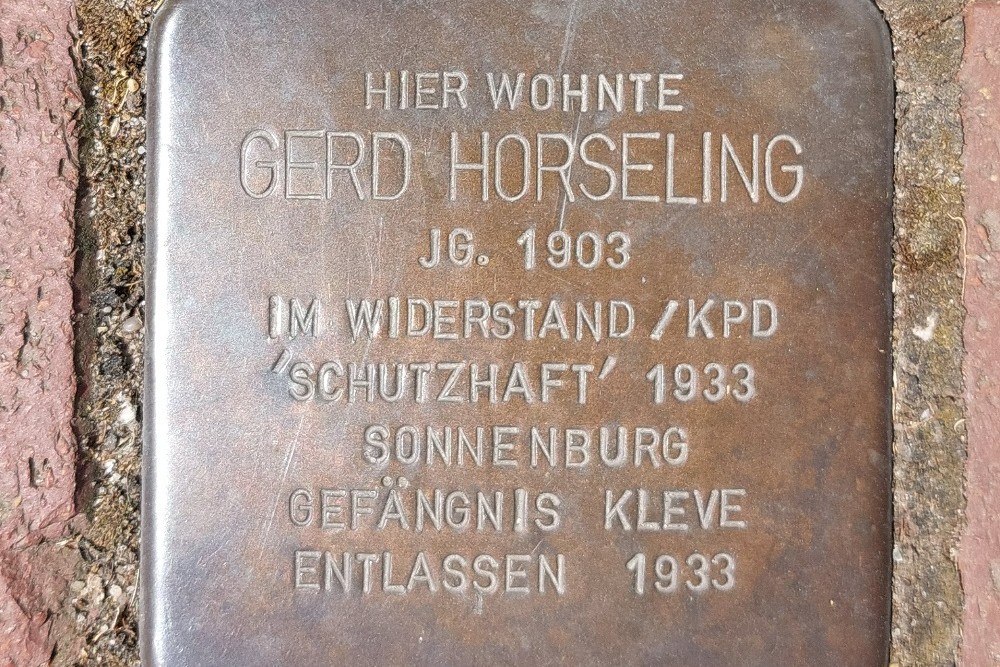 HIER WOHNTE
GERD HORSELING
JG. 1903
IM WIDERSTAND / KPD
'SCHUTZHAFT' 1933
SONNENBURG
GEFÄNGNIS KLEVE
ENTLASSEN 1933